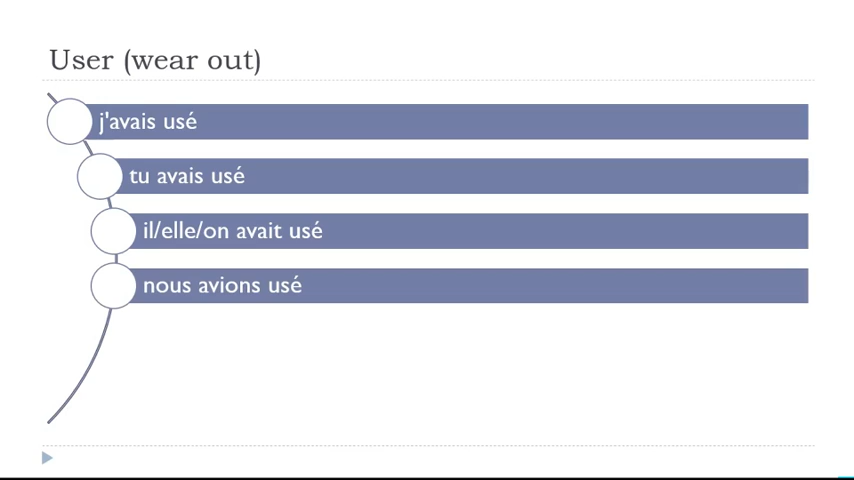 User (wear out)
j'avais usé
tu avais usé
il/elle/on avait usé
nous avions usé